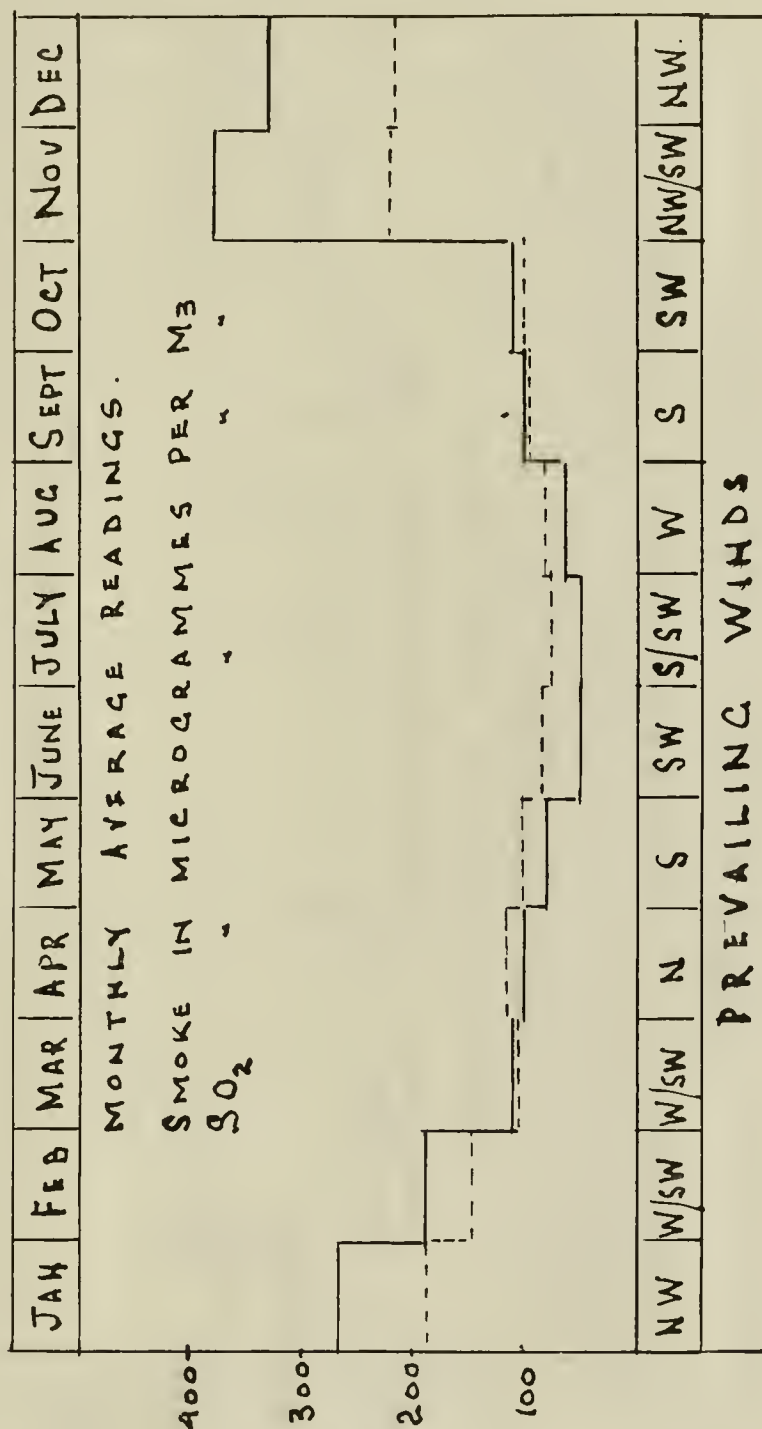 JAN FEB MAR APR MAY JUNE JULY AUG SEPT OCT NOV DEC
MONTHLY AVERAGE READINGS.
SMOKE IN MICROGRAMMES PER M3
SO2 " " " "
400
300
200
100
NW W/SW W/SW N S SW S/SW W S SW NW/SW NW.
PREVAILING WINDS